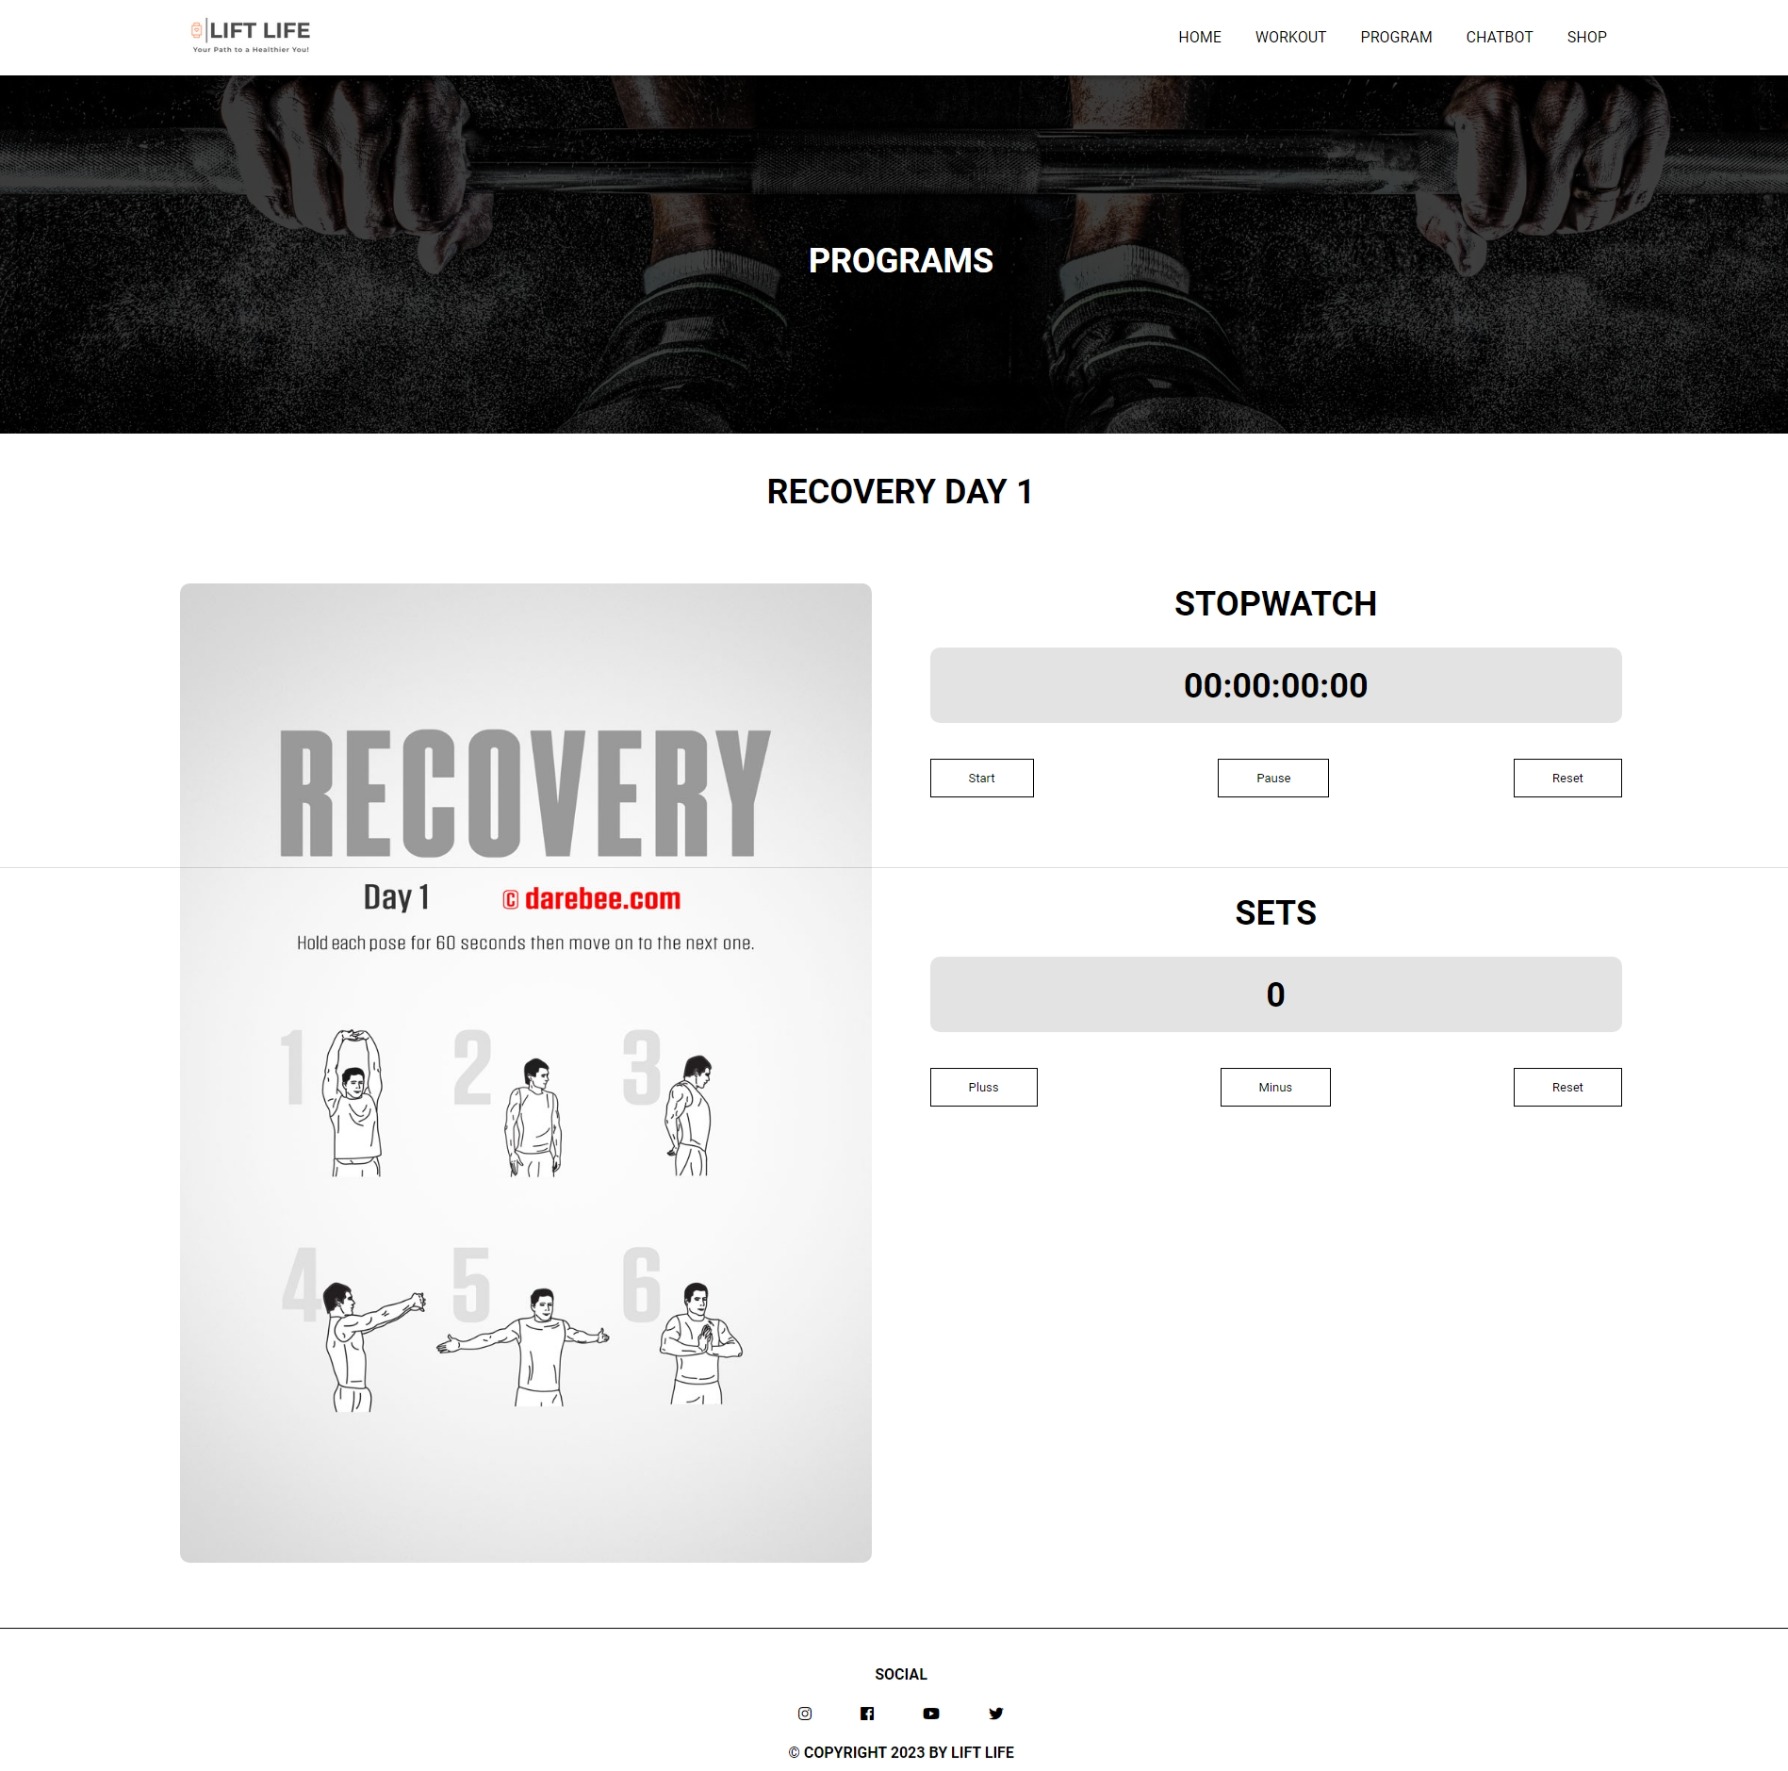 LIFT LIFE
Your Path to a Healthier You!
HOME WORKOUT PROGRAM CHATBOT SHOP
PROGRAMS
RECOVERY DAY 1
RECOVERY
Day 1 © darebee.com
Hold each pose for 60 seconds then move on to the next one.
1 2 3
4 5 6
STOPWATCH
00:00:00:00
Start Pause Reset
SETS
0
Pluss Minus Reset
SOCIAL
© COPYRIGHT 2023 BY LIFT LIFE